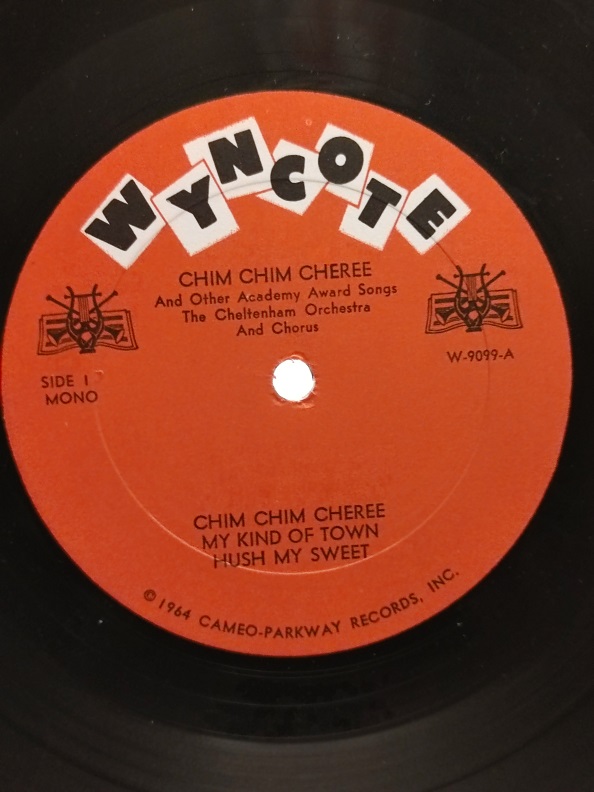 WYNCOTE
CHIM CHIM CHEREE
And Other Academy Award Songs
The Cheltenham Orchestra
And Chorus
W-9099-A
SIDE 1
MONO
CHIM CHIM CHEREE
MY KIND OF TOWN
HUSH MY SWEET
©1964 CAMEO-PARKWAY RECORDS, INC.